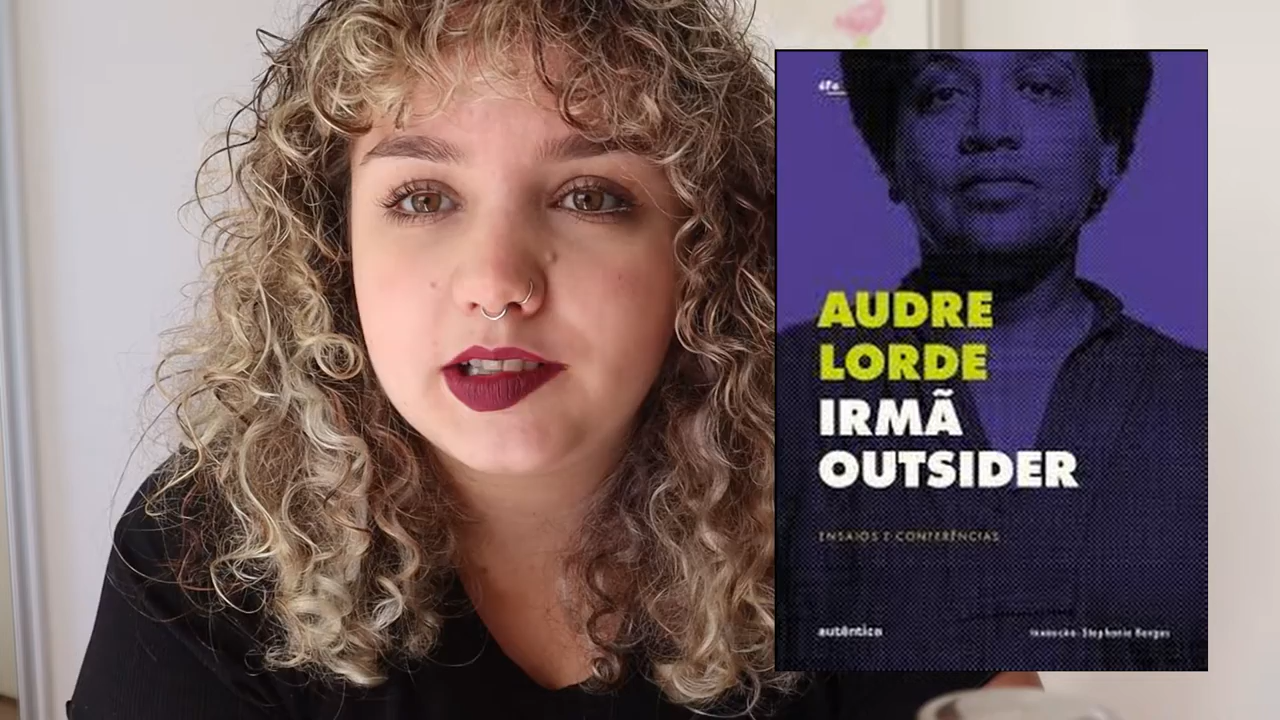 AUDRE
LORDE
IRMÃ
OUTSIDER
ENSAIOS E CONFERÊNCIAS
autêntica
tradução: Stephanie Borges